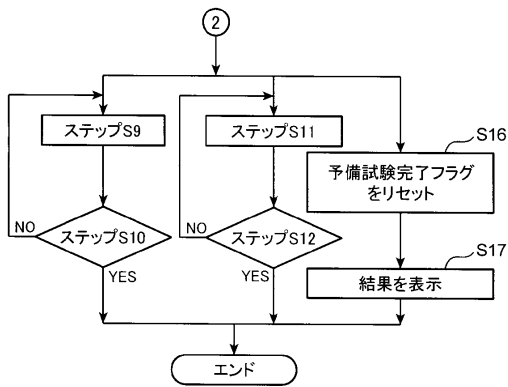 2
ステップS9
ステップS11
S16
予備試験完了フラグ
をリセット
NO
ステップS10
YES
NO
ステップS12
YES
S17
結果を表示
エンド